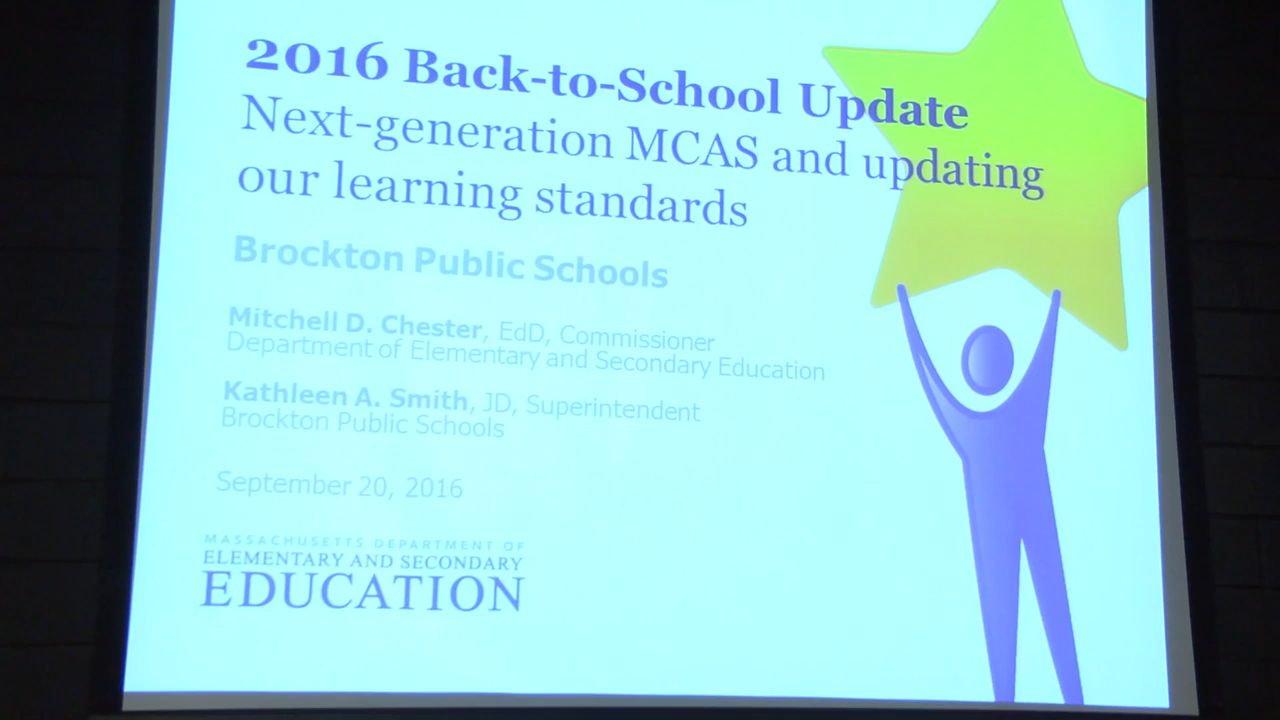 2016 Back-to-School Update
Next-generation MCAS and updating
our learning standards
Brockton Public Schools
Mitchell D. Chester, EdD, Commissioner
Department of Elementary and Secondary Education
Kathleen A. Smith, JD, Superintendent
Brockton Public Schools
September 20, 2016
MASSACHUSETTS DEPARTMENT OF
ELEMENTARY AND SECONDARY
EDUCATION